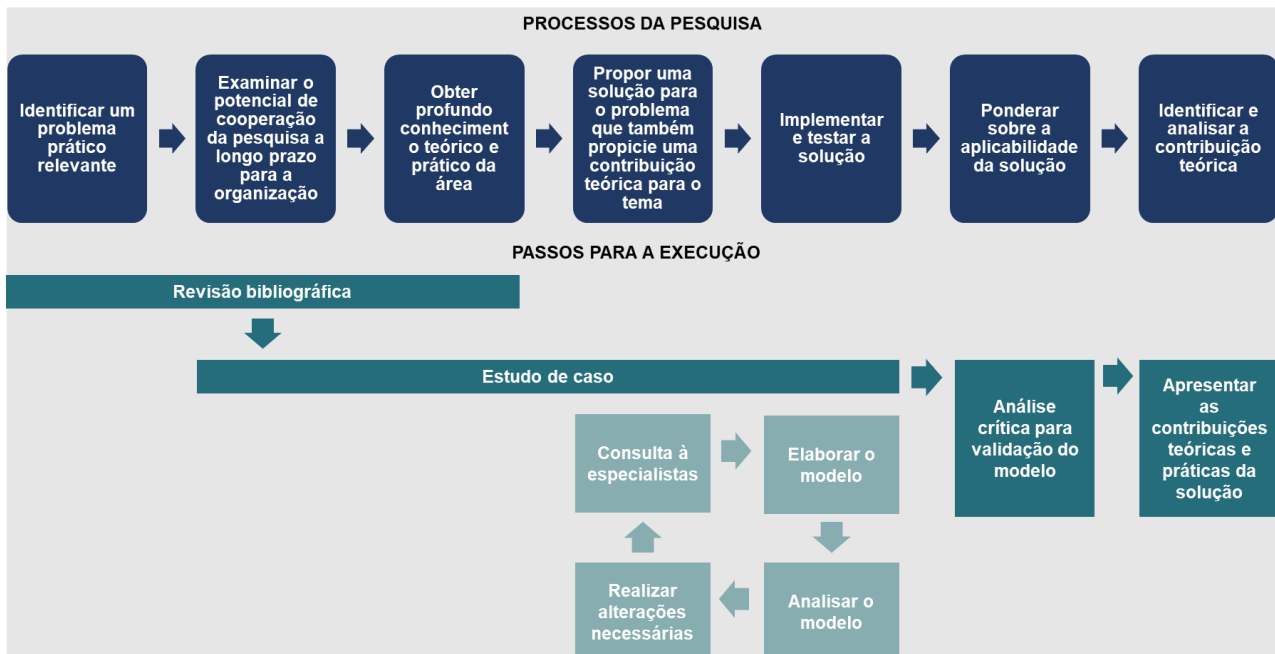 PROCESSOS DA PESQUISA
Identificar um
problema
prático
relevante
Examinar o
potencial de
cooperação
da pesquisa a
longo prazo
para a
organização
Obter
profundo
conheciment
o teórico e
prático da
área
Propor uma
solução para
o problema
que também
propicie uma
contribuição
teórica para o
tema
Implementar
e testar a
solução
Ponderar
sobre a
aplicabilidade
da solução
Identificar e
analisar a
contribuição
teórica
PASSOS PARA A EXECUÇÃO
Revisão bibliográfica
Estudo de caso
Consulta à
especialistas
Elaborar o
modelo
Realizar
alterações
necessárias
Analisar o
modelo
Análise
crítica para
validação do
modelo
Apresentar
as
contribuições
teóricas e
práticas da
solução